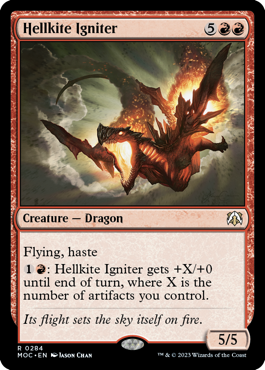 Hellkite Igniter 5
Creature — Dragon
Flying, haste
1 : Hellkite Igniter gets +X/+0
until end of turn, where X is
the number of artifacts you control.
Its flight sets the sky itself on fire.
5/5
R 0284
MOC • EN Jason Chan
™ & © 2023 Wizards of the Coast